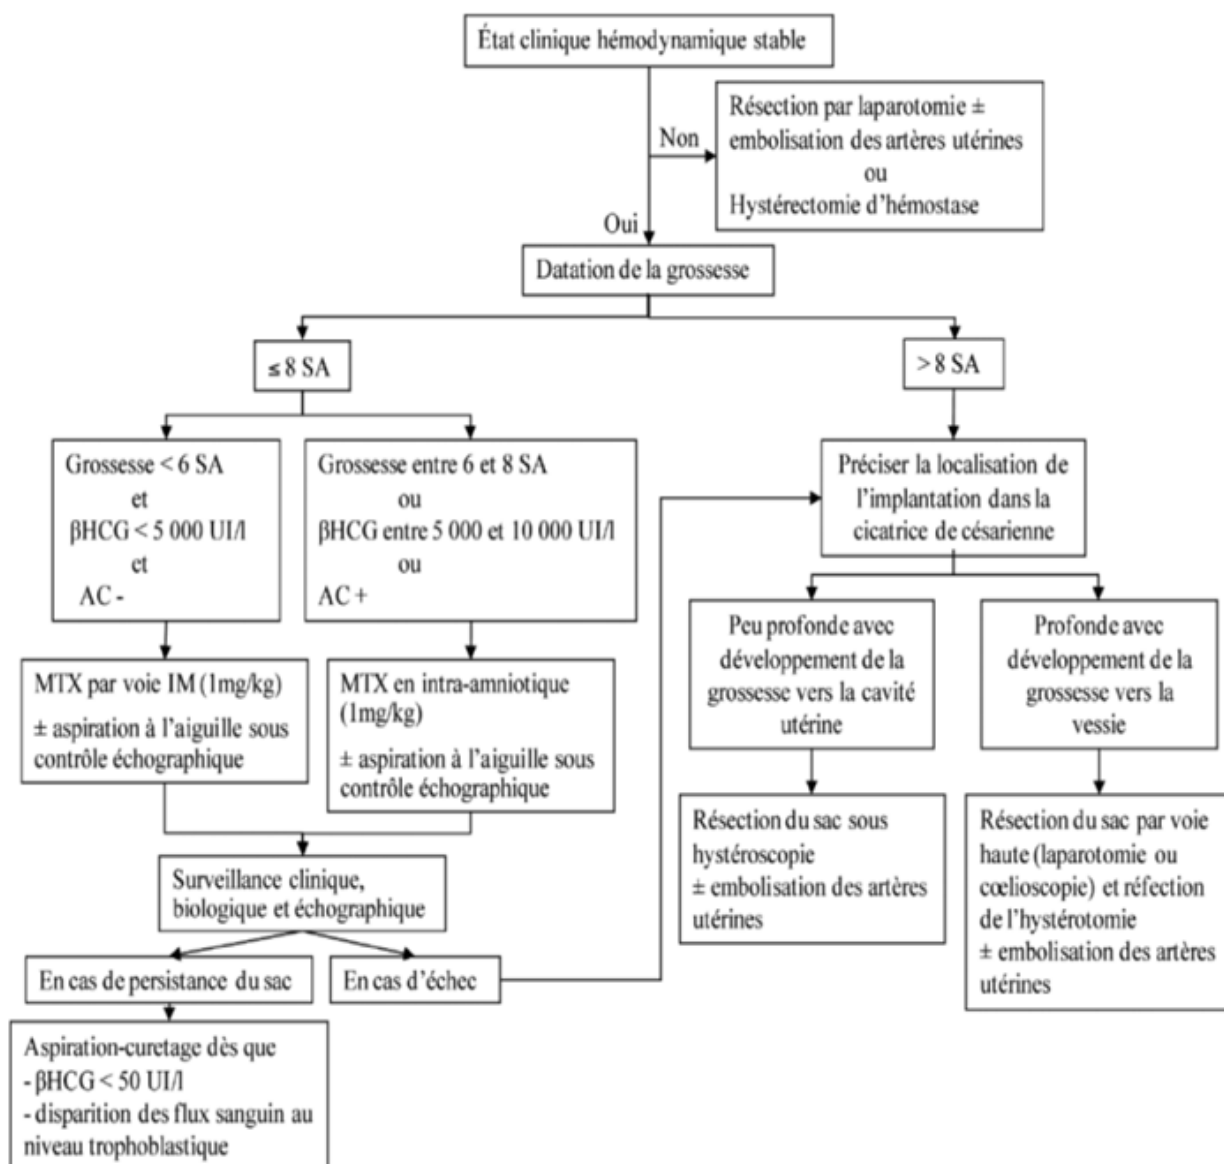 État clinique hémodynamique stable
Non
Résection par laparotomie ±
embolisation des artères utérines
ou
Hystérectomie d'hémostase
Oui
Datation de la grossesse
≤ 8 SA
> 8 SA
Grossesse < 6 SA
et
βHCG < 5 000 UI/l
et
AC -
Grossesse entre 6 et 8 SA
ou
βHCG entre 5 000 et 10 000 UI/l
ou
AC +
Préciser la localisation de
l'implantation dans la
cicatrice de césarienne
MTX par voie IM (1mg/kg)
± aspiration à l'aiguille sous
contrôle échographique
MTX en intra-amniotique
(1mg/kg)
± aspiration à l'aiguille sous
contrôle échographique
Peu profonde avec
développement de la
grossesse vers la cavité
utérine
Profonde avec
développement de la
grossesse vers la
vessie
Résection du sac sous
hystéroscopie
± embolisation des artères
utérines
Résection du sac par voie
haute (laparotomie ou
cœlioscopie) et réfection
de l'hystérotomie
± embolisation des artères
utérines
Surveillance clinique,
biologique et échographique
En cas de persistance du sac
En cas d'échec
Aspiration-curetage dès que
- βHCG < 50 UI/l
- disparition des flux sanguin au
niveau trophoblastique